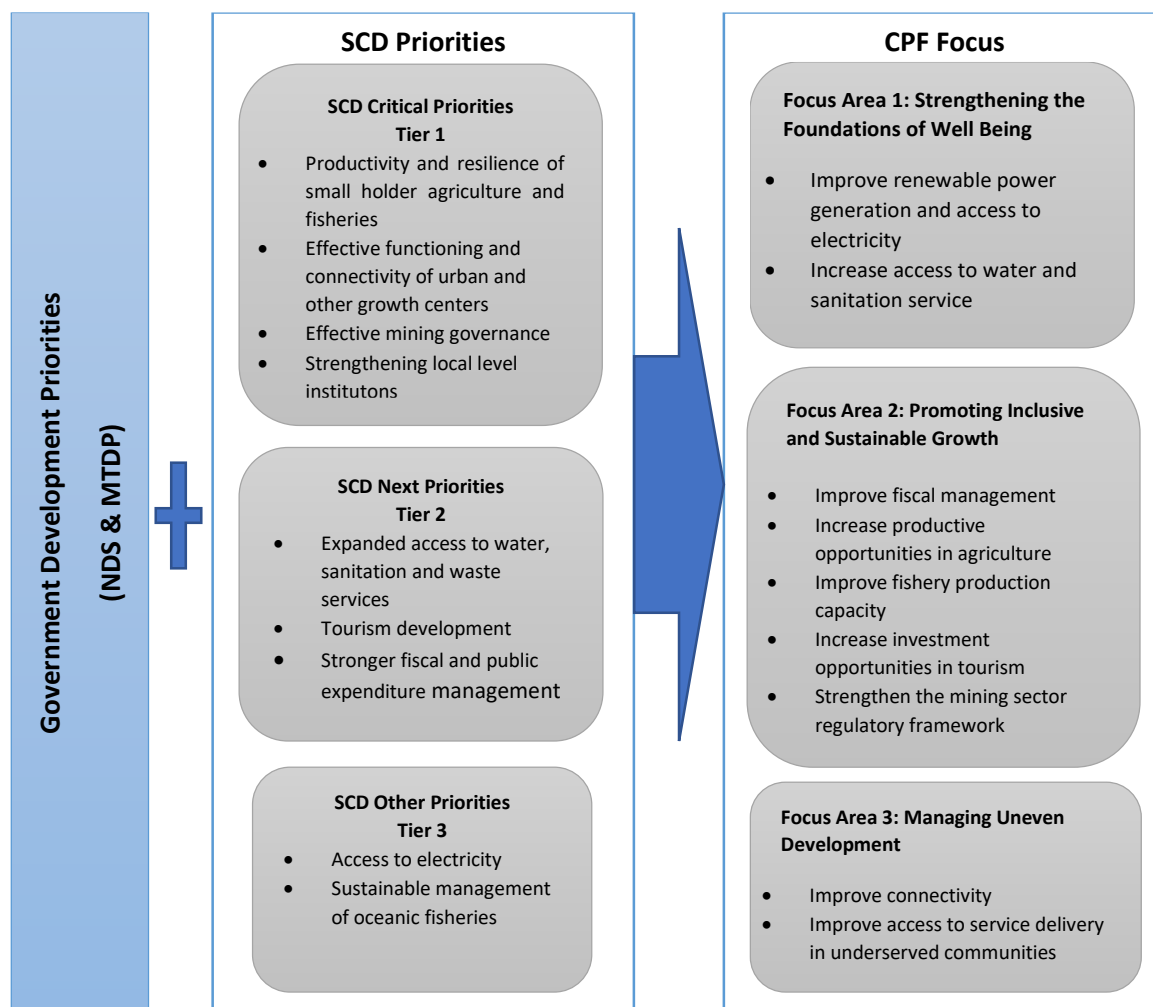 Government Development Priorities
(NDS & MTDP)
SCD Priorities
SCD Critical Priorities
Tier 1
• Productivity and resilience of
small holder agriculture and
fisheries
• Effective functioning and
connectivity of urban and
other growth centers
• Effective mining governance
• Strengthening local level
institutons
SCD Next Priorities
Tier 2
• Expanded access to water,
sanitation and waste
services
• Tourism development
• Stronger fiscal and public
expenditure management
SCD Other Priorities
Tier 3
• Access to electricity
• Sustainable management
of oceanic fisheries
CPF Focus
Focus Area 1: Strengthening the
Foundations of Well Being
• Improve renewable power
generation and access to
electricity
• Increase access to water and
sanitation service
Focus Area 2: Promoting Inclusive
and Sustainable Growth
• Improve fiscal management
• Increase productive
opportunities in agriculture
• Improve fishery production
capacity
• Increase investment
opportunities in tourism
• Strengthen the mining sector
regulatory framework
Focus Area 3: Managing Uneven
Development
• Improve connectivity
• Improve access to service delivery
in underserved communities